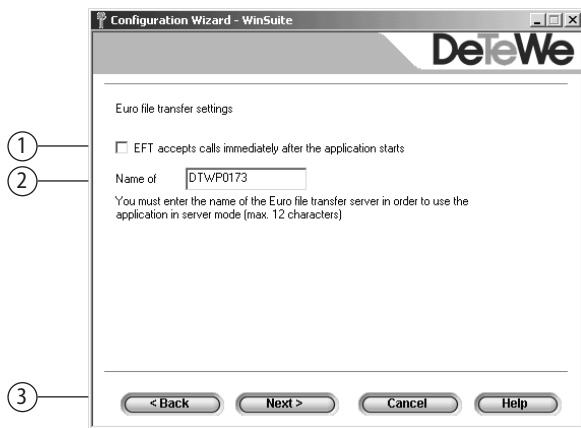 Configuration Wizard - WinSuite
DeTeWe
Euro file transfer settings
1
EFT accepts calls immediately after the application starts
2
Name of DTWP0173
You must enter the name of the Euro file transfer server in order to use the
application in server mode (max. 12 characters)
3
< Back Next > Cancel Help